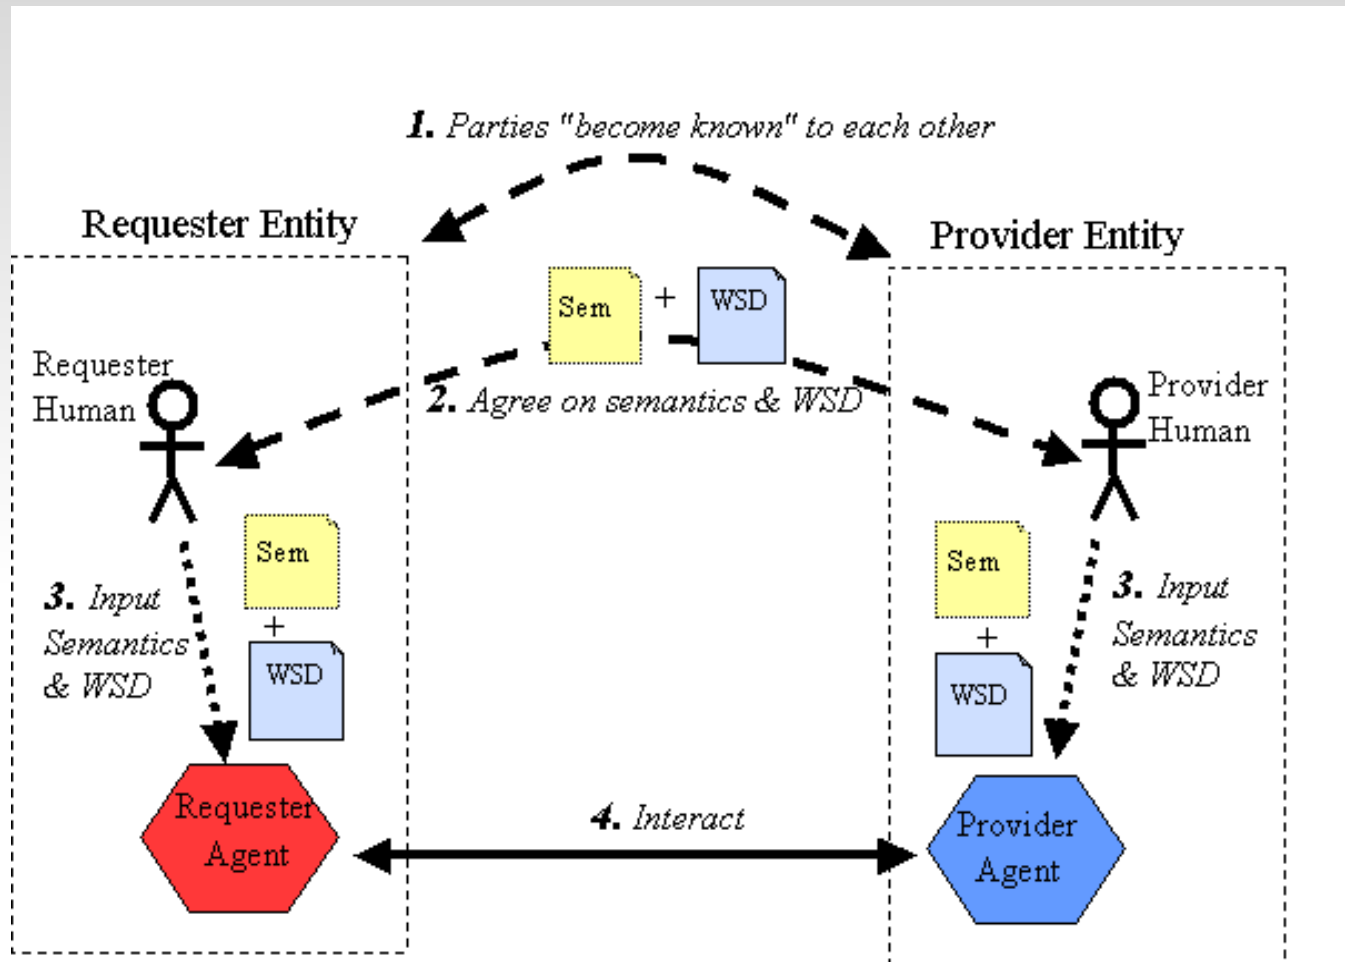 1. Parties "become known" to each other
Requester Entity
Provider Entity
Sem
+
WSD
Requester
Human
2. Agree on semantics & WSD
Provider
Human
Sem
+
WSD
3. Input
Semantics
& WSD
Sem
+
WSD
3. Input
Semantics
& WSD
Requester
Agent
4. Interact
Provider
Agent